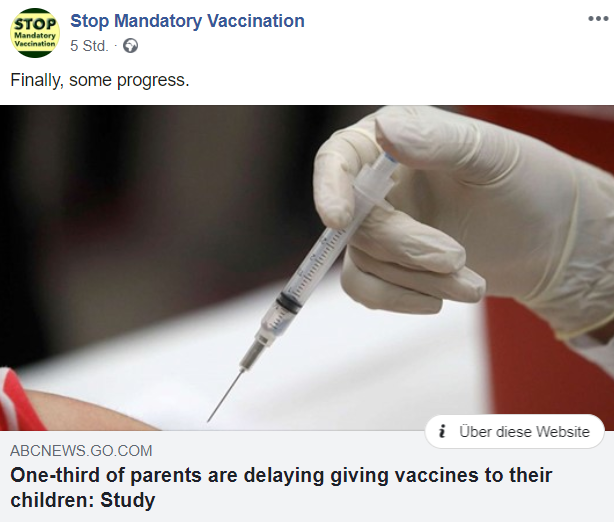 STOP
Mandatory
Vaccination
Stop Mandatory Vaccination
5 Std. ·
Finally, some progress.
i Über diese Website
ABCNEWS.GO.COM
One-third of parents are delaying giving vaccines to their
children: Study